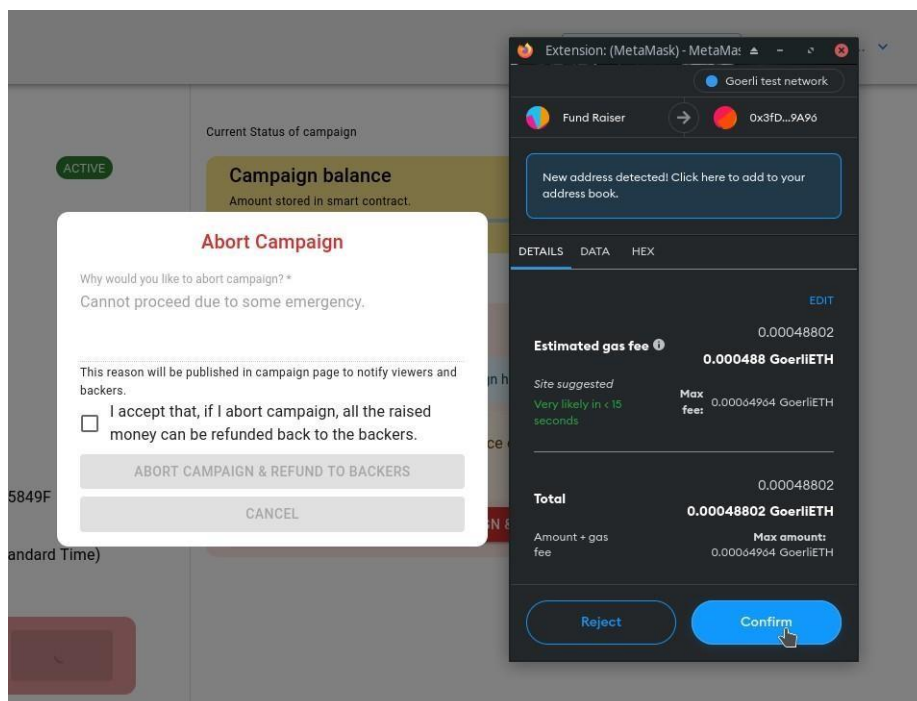 Extension: (MetaMask) - MetaMas
Goerli test network
Fund Raiser
0x3fD...9A96
New address detected! Click here to add to your
address book.
DETAILS DATA HEX
EDIT
Estimated gas fee
0.00048802
0.000488 GoerliETH
Site suggested
Very likely in < 15
seconds
Max
fee:
0.00064964 GoerliETH
Total
0.00048802
0.00048802 GoerliETH
Amount + gas
fee
Max amount:
0.00064964 GoerliETH
Reject
Confirm
Current Status of campaign
ACTIVE
Campaign balance
Amount stored in smart contract.
Abort Campaign
Why would you like to abort campaign? *
Cannot proceed due to some emergency.
This reason will be published in campaign page to notify viewers and
backers.
I accept that, if I abort campaign, all the raised
money can be refunded back to the backers.
ABORT CAMPAIGN & REFUND TO BACKERS
CANCEL
5849F
andard Time)